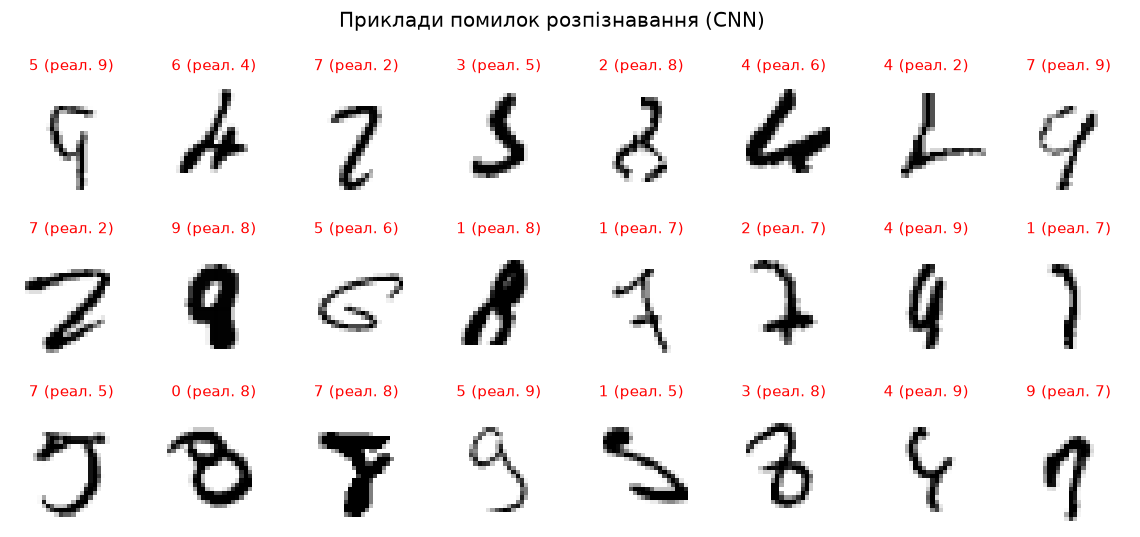 Приклади помилок розпізнавання (CNN)
5 (реал. 9) 6 (реал. 4) 7 (реал. 2) 3 (реал. 5) 2 (реал. 8) 4 (реал. 6) 4 (реал. 2) 7 (реал. 9)
7 (реал. 2) 9 (реал. 8) 5 (реал. 6) 1 (реал. 8) 1 (реал. 7) 2 (реал. 7) 4 (реал. 9) 1 (реал. 7)
7 (реал. 5) 0 (реал. 8) 7 (реал. 8) 5 (реал. 9) 1 (реал. 5) 3 (реал. 8) 4 (реал. 9) 9 (реал. 7)